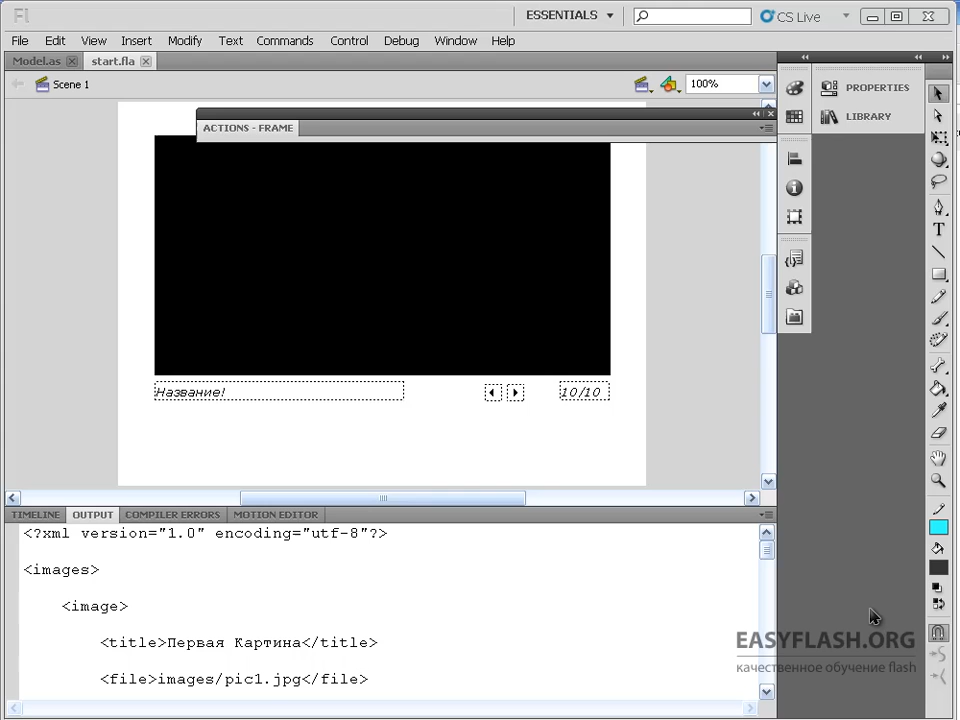 Fl
ESSENTIALS
CS Live
File Edit View Insert Modify Text Commands Control Debug Window Help
Model.as start.fla
Scene 1
100%
PROPERTIES
LIBRARY
ACTIONS - FRAME
Название!
10/10
TIMELINE OUTPUT COMPILER ERRORS MOTION EDITOR
<?xml version="1.0" encoding="utf-8"?>
<images>
<image>
<title>Первая Картина</title>
<file>images/pic1.jpg</file>
EASYFLASH.ORG
качественное обучение flash